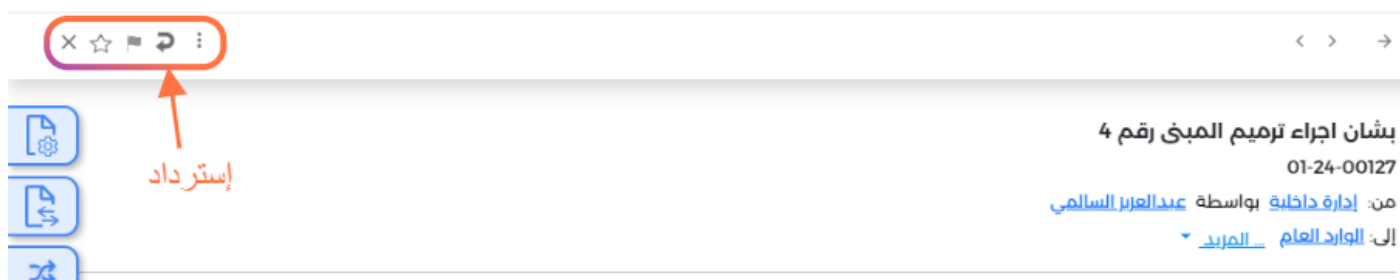 بشان اجراء ترميم المبنى رقم 4
01-24-00127
من: إدارة داخلية بواسطة عبدالعزيز السالمي
إلى: الوارد العام ... المزيد
إسترداد